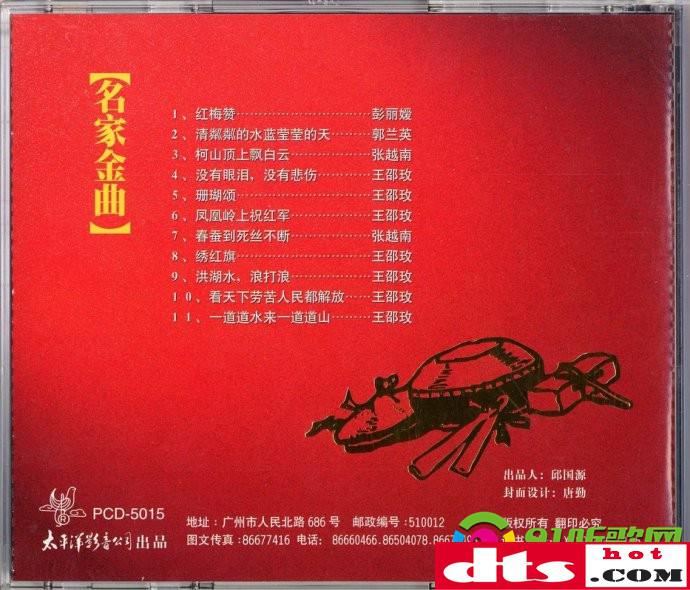 【名家金曲】
1、红梅赞………………………彭丽媛
2、清粼粼的水蓝莹莹的天………郭兰英
3、柯山顶上飘白云………………张越南
4、没有眼泪，没有悲伤…………王邵玫
5、珊瑚颂…………………………王邵玫
6、凤凰岭上祝红军………………王邵玫
7、春蚕到死丝不断………………张越南
8、绣红旗…………………………王邵玫
9、洪湖水，浪打浪………………王邵玫
10、看天下劳苦人民都解放……王邵玫
11、一道道水来一道道山………王邵玫
出品人：邱国源
封面设计：唐勤
PCD-5015
太平洋影音公司出品
地址：广州市人民北路686号 邮政编号：510012
图文传真：86677416 电话：86660466.86504078.867
版权所有 翻印必究
91听歌网
dts
hot
.com